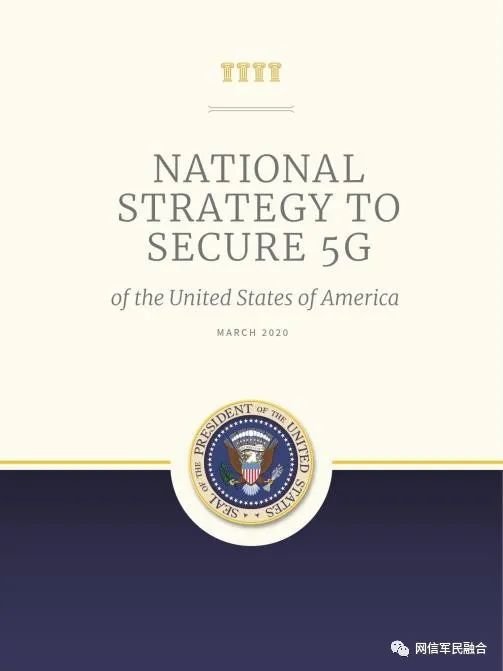 NATIONAL
STRATEGY TO
SECURE 5G
of the United States of America
MARCH 2020
SEAL OF THE PRESIDENT OF THE UNITED STATES
网信军民融合